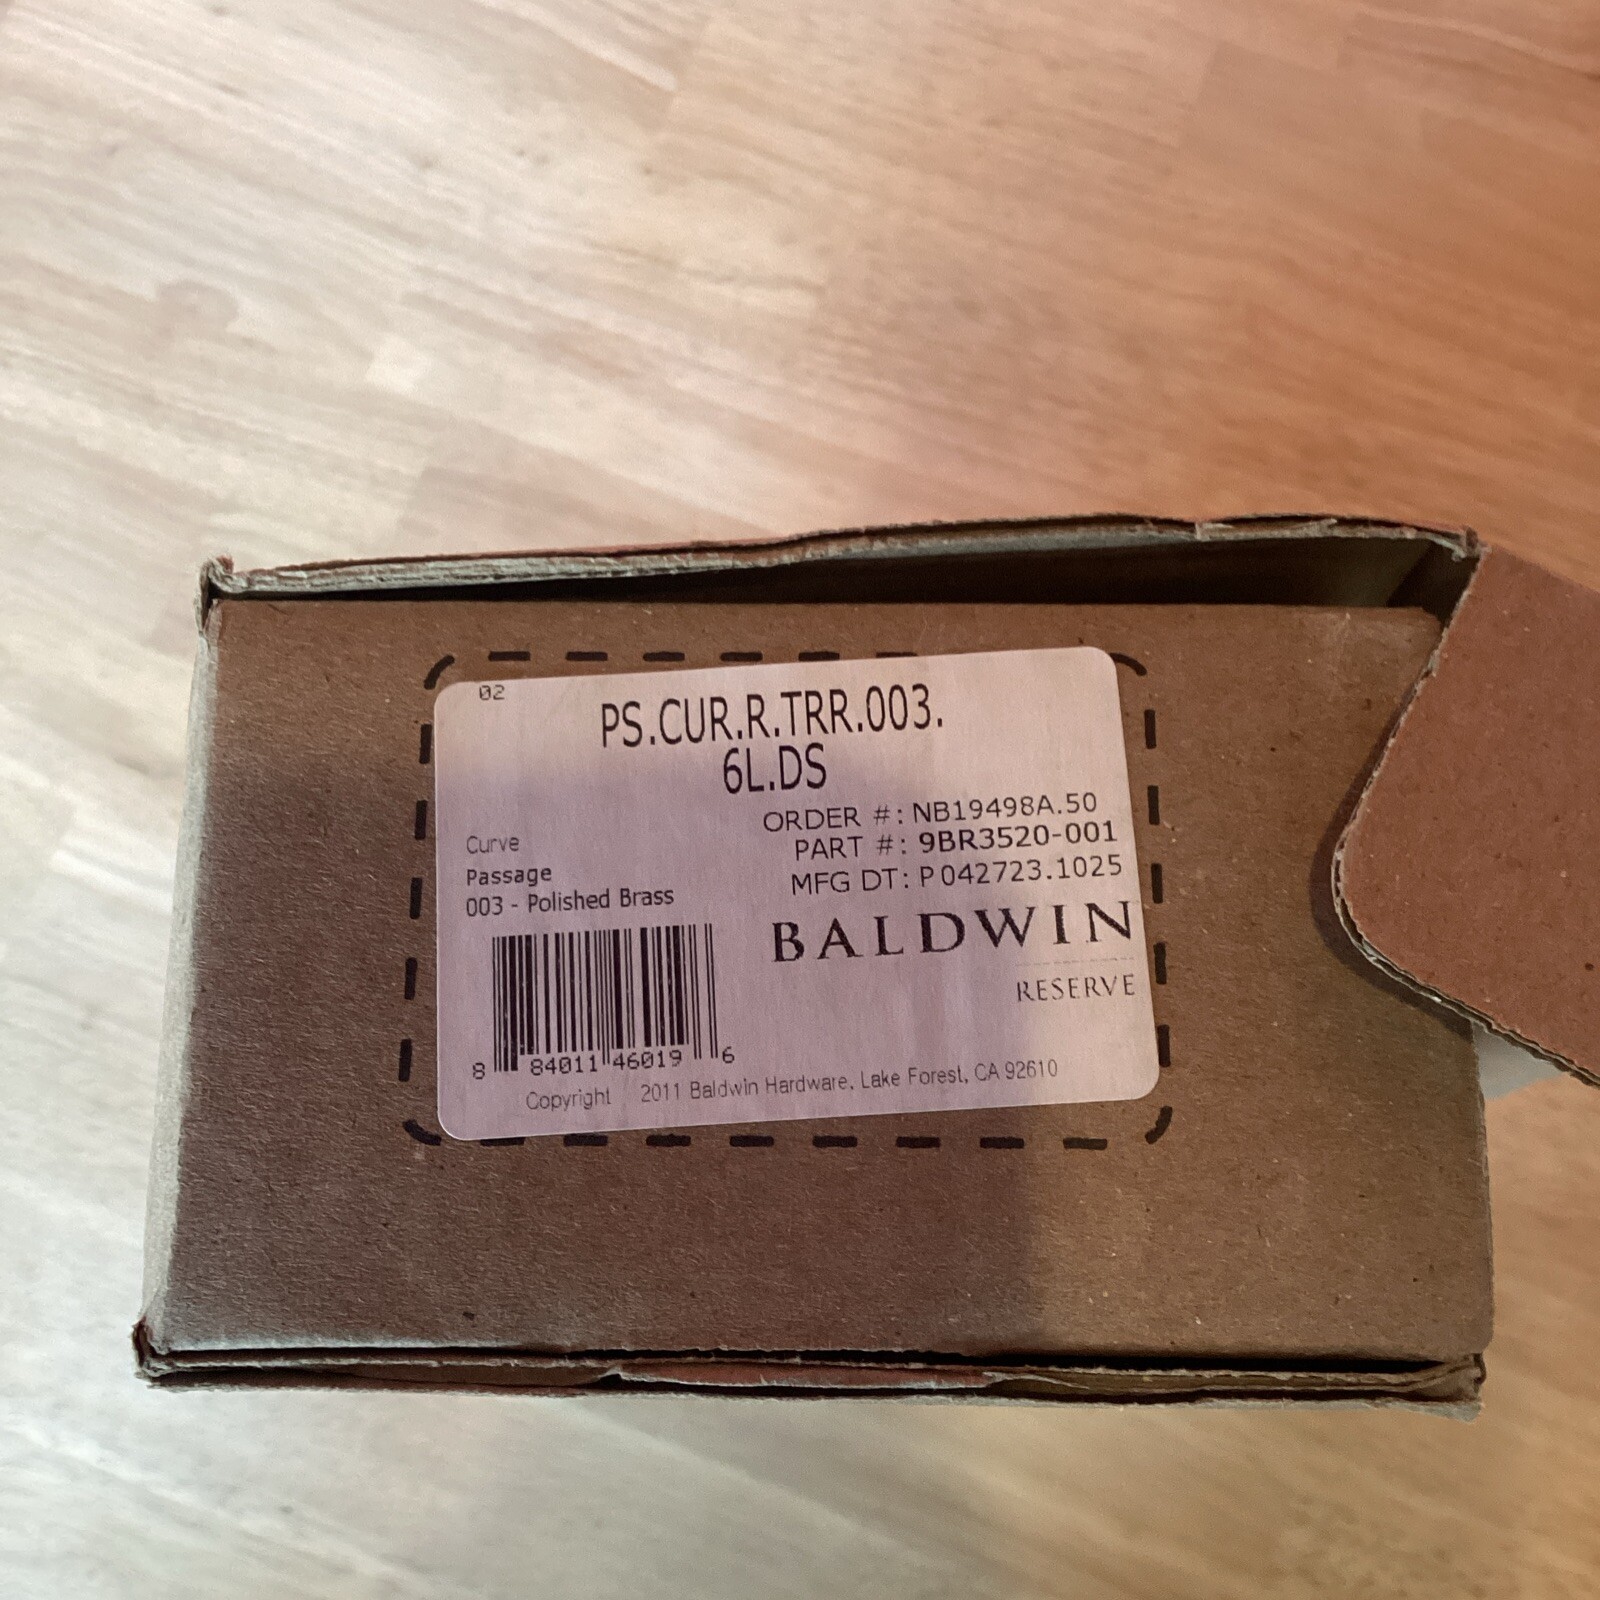 02
PS.CUR.R.TRR.003.
6L.DS
ORDER #: NB19498A.50
PART #: 9BR3520-001
MFG DT: P042723.1025
Curve
Passage
003 - Polished Brass
BALDWIN
RESERVE
8 84011 46019 6
Copyright 2011 Baldwin Hardware, Lake Forest, CA 92610